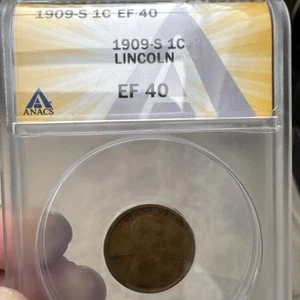 1909-S 1C EF 40
1909-S 1C
LINCOLN
EF 40
ANACS